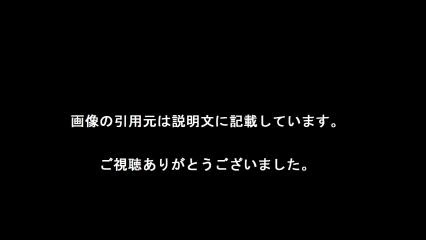 画像の引用元は説明文に記載しています。
ご視聴ありがとうございました。